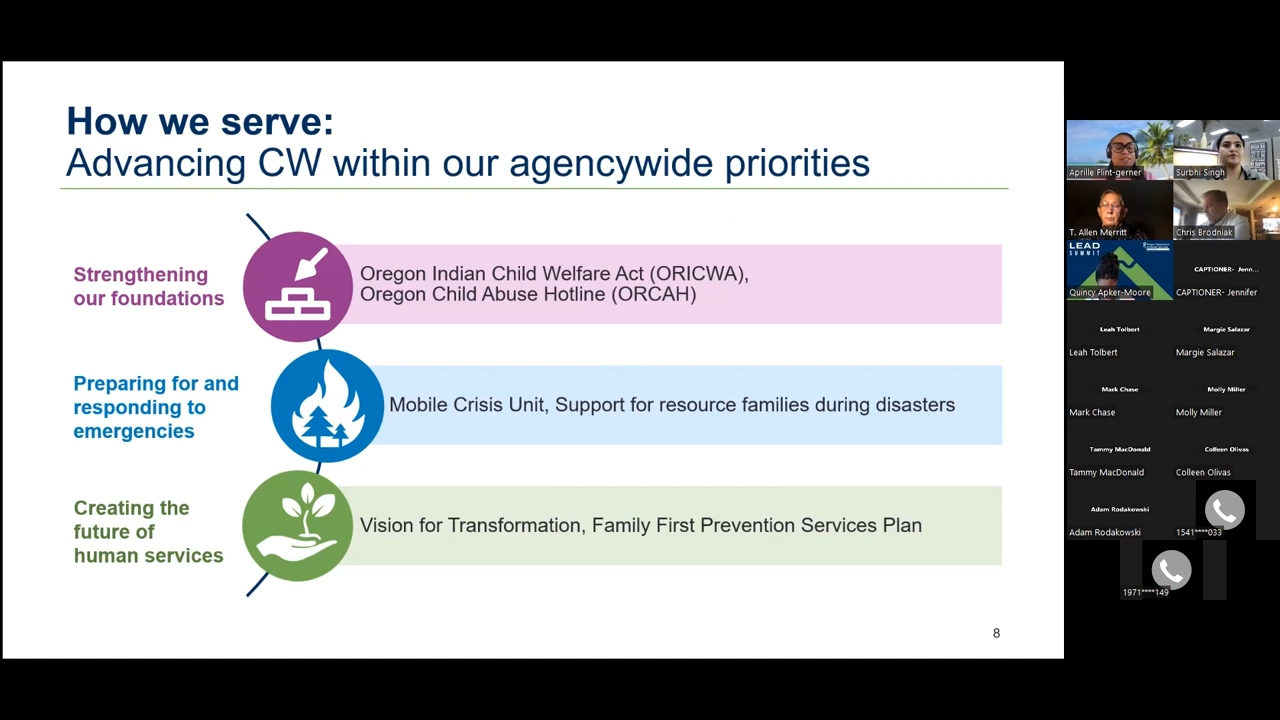 How we serve:
Advancing CW within our agencywide priorities
Strengthening
our foundations
Oregon Indian Child Welfare Act (ORICWA),
Oregon Child Abuse Hotline (ORCAH)
Preparing for and
responding to
emergencies
Mobile Crisis Unit, Support for resource families during disasters
Creating the
future of
human services
Vision for Transformation, Family First Prevention Services Plan
8
Aprille Flint-gerner
Surbhi Singh
T. Allen Merritt
Chris Brodniak
LEAD
SUMMIT
Quincy Apker-Moore
CAPTIONER- Jenn...
CAPTIONER- Jennifer
Leah Tolbert
Leah Tolbert
Margie Salazar
Margie Salazar
Mark Chase
Mark Chase
Molly Miller
Molly Miller
Tammy MacDonald
Tammy MacDonald
Colleen Olivas
Colleen Olivas
Adam Rodakowski
Adam Rodakowski
1541****033
1971****149